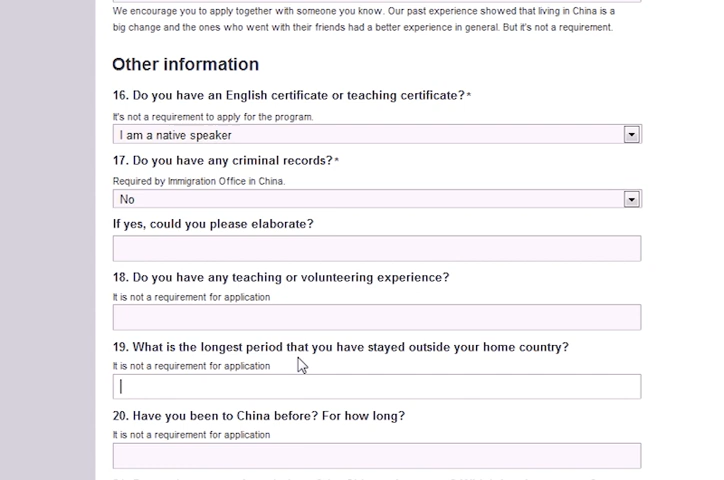 We encourage you to apply together with someone you know. Our past experience showed that living in China is a
big change and the ones who went with their friends had a better experience in general. But it's not a requirement.
Other information
16. Do you have an English certificate or teaching certificate?*
It's not a requirement to apply for the program.
I am a native speaker
17. Do you have any criminal records?*
Required by Immigration Office in China.
No
If yes, could you please elaborate?
18. Do you have any teaching or volunteering experience?
It is not a requirement for application
19. What is the longest period that you have stayed outside your home country?
It is not a requirement for application
20. Have you been to China before? For how long?
It is not a requirement for application